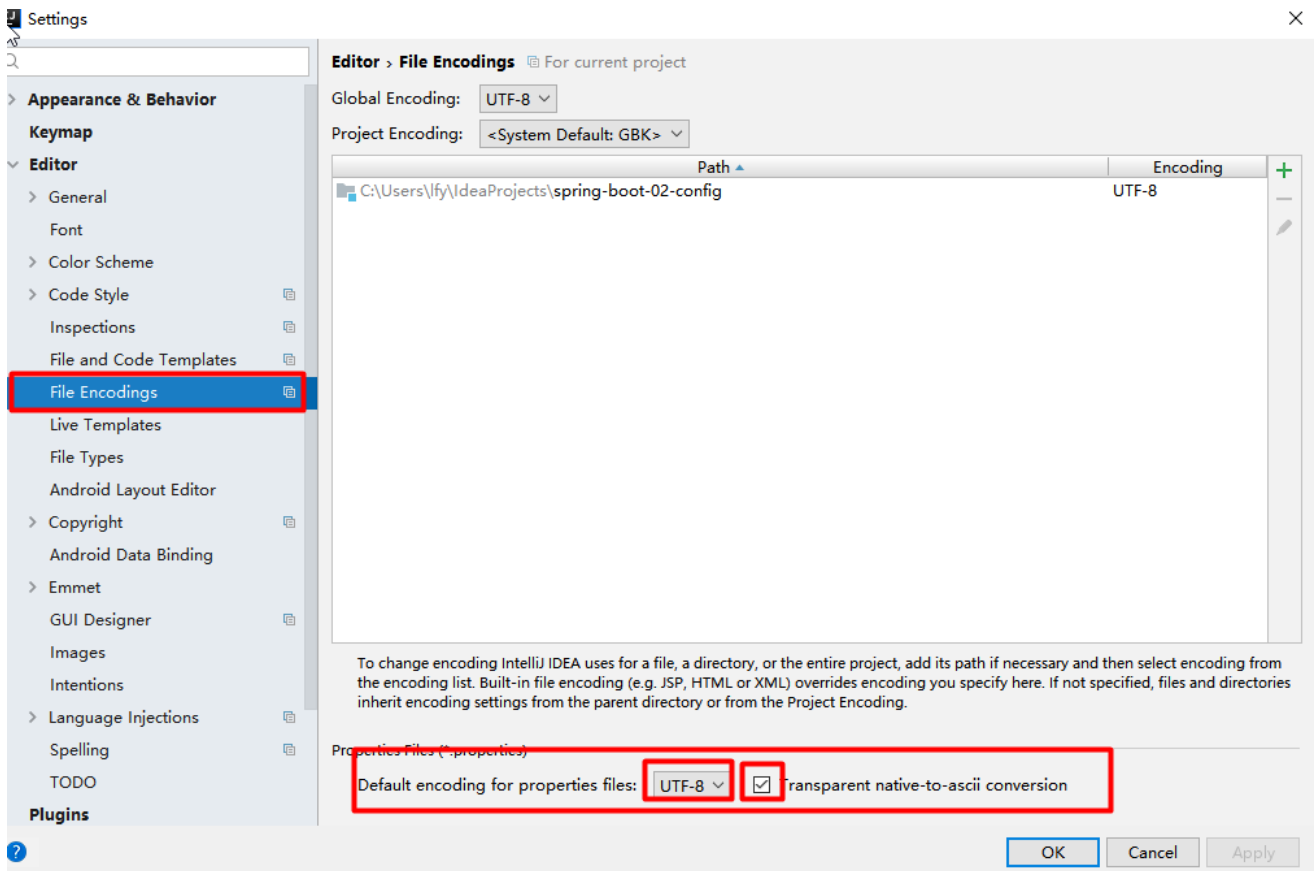 Settings
Appearance & Behavior
Keymap
Editor
General
Font
Color Scheme
Code Style
Inspections
File and Code Templates
File Encodings
Live Templates
File Types
Android Layout Editor
Copyright
Android Data Binding
Emmet
GUI Designer
Images
Intentions
Language Injections
Spelling
TODO
Plugins
Editor › File Encodings For current project
Global Encoding: UTF-8
Project Encoding: <System Default: GBK>
Path Encoding
C:\Users\lfy\IdeaProjects\spring-boot-02-config UTF-8
To change encoding IntelliJ IDEA uses for a file, a directory, or the entire project, add its path if necessary and then select encoding from
the encoding list. Built-in file encoding (e.g. JSP, HTML or XML) overrides encoding you specify here. If not specified, files and directories
inherit encoding settings from the parent directory or from the Project Encoding.
Properties Files (*.properties)
Default encoding for properties files: UTF-8 Transparent native-to-ascii conversion
? OK Cancel Apply